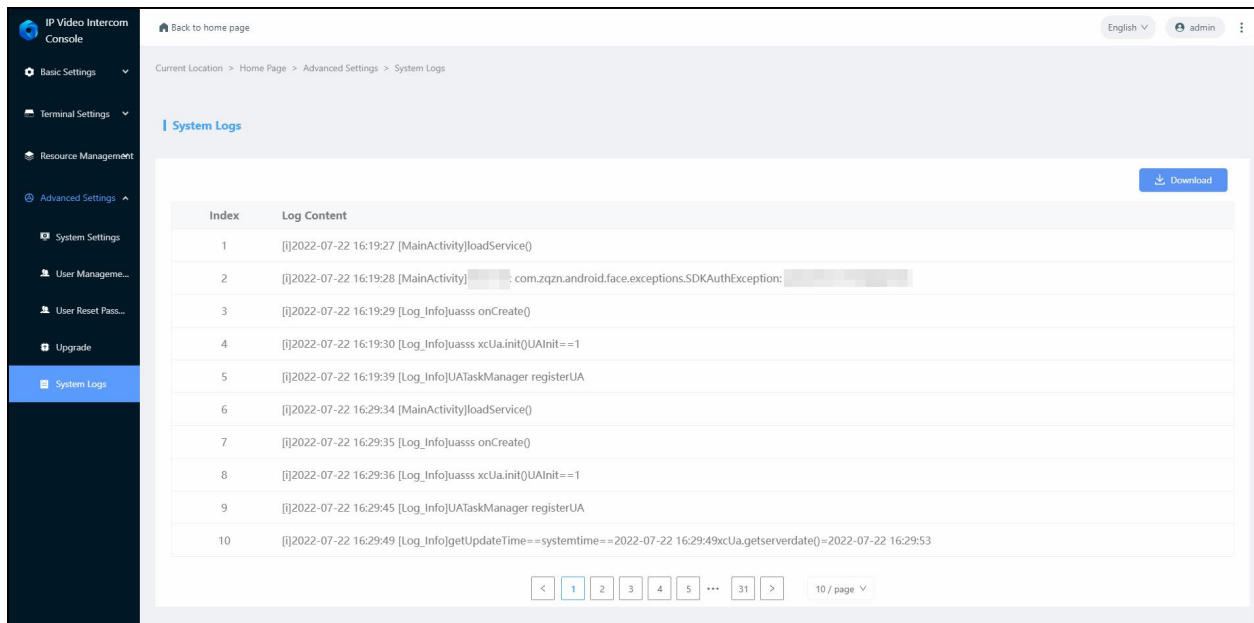 IP Video Intercom
Console
Back to home page
English
admin
Basic Settings
Current Location > Home Page > Advanced Settings > System Logs
Terminal Settings
System Logs
Resource Management
Download
Advanced Settings
Index Log Content
System Settings
1 [i]2022-07-22 16:19:27 [MainActivity]loadService()
User Manageme...
2 [i]2022-07-22 16:19:28 [MainActivity] : com.zqzn.android.face.exceptions.SDKAuthException:
User Reset Pass...
3 [i]2022-07-22 16:19:29 [Log_Info]uasss onCreate()
Upgrade
4 [i]2022-07-22 16:19:30 [Log_Info]uasss xcUa.init()UAInit==1
System Logs
5 [i]2022-07-22 16:19:39 [Log_Info]UATaskManager registerUA
6 [i]2022-07-22 16:29:34 [MainActivity]loadService()
7 [i]2022-07-22 16:29:35 [Log_Info]uasss onCreate()
8 [i]2022-07-22 16:29:36 [Log_Info]uasss xcUa.init()UAInit==1
9 [i]2022-07-22 16:29:45 [Log_Info]UATaskManager registerUA
10 [i]2022-07-22 16:29:49 [Log_Info]getUpdateTime==systemtime==2022-07-22 16:29:49xcUa.getserverdate()=2022-07-22 16:29:53
< 1 2 3 4 5 ••• 31 > 10 / page